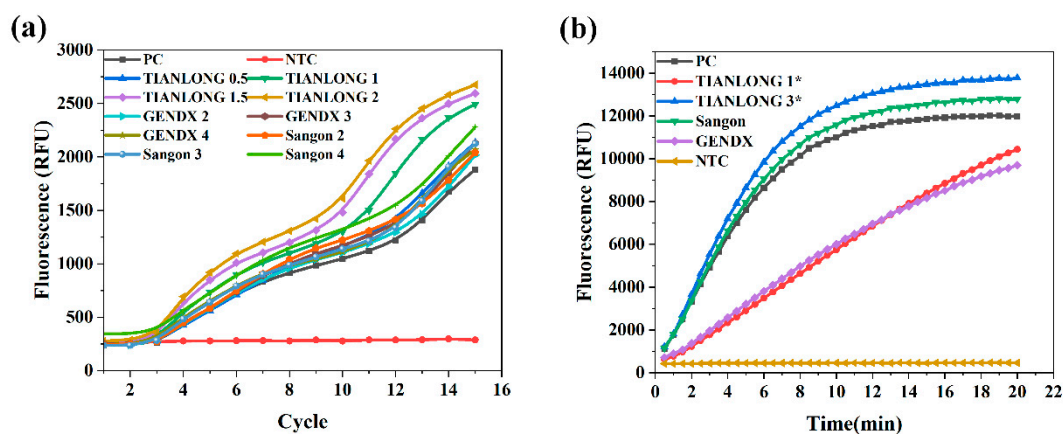 (a)
3000
2500
2000
1500
1000
500
0
Fluorescence (RFU)
PC NTC
TIANLONG 0.5 TIANLONG 1
TIANLONG 1.5 TIANLONG 2
GENDX 2 GENDX 3
GENDX 4 Sangon 2
Sangon 3 Sangon 4
2 4 6 8 10 12 14 16
Cycle
(b)
14000
12000
10000
8000
6000
4000
2000
0
Fluorescence (RFU)
PC
TIANLONG 1*
TIANLONG 3*
Sangon
GENDX
NTC
0 2 4 6 8 10 12 14 16 18 20 22
Time(min)